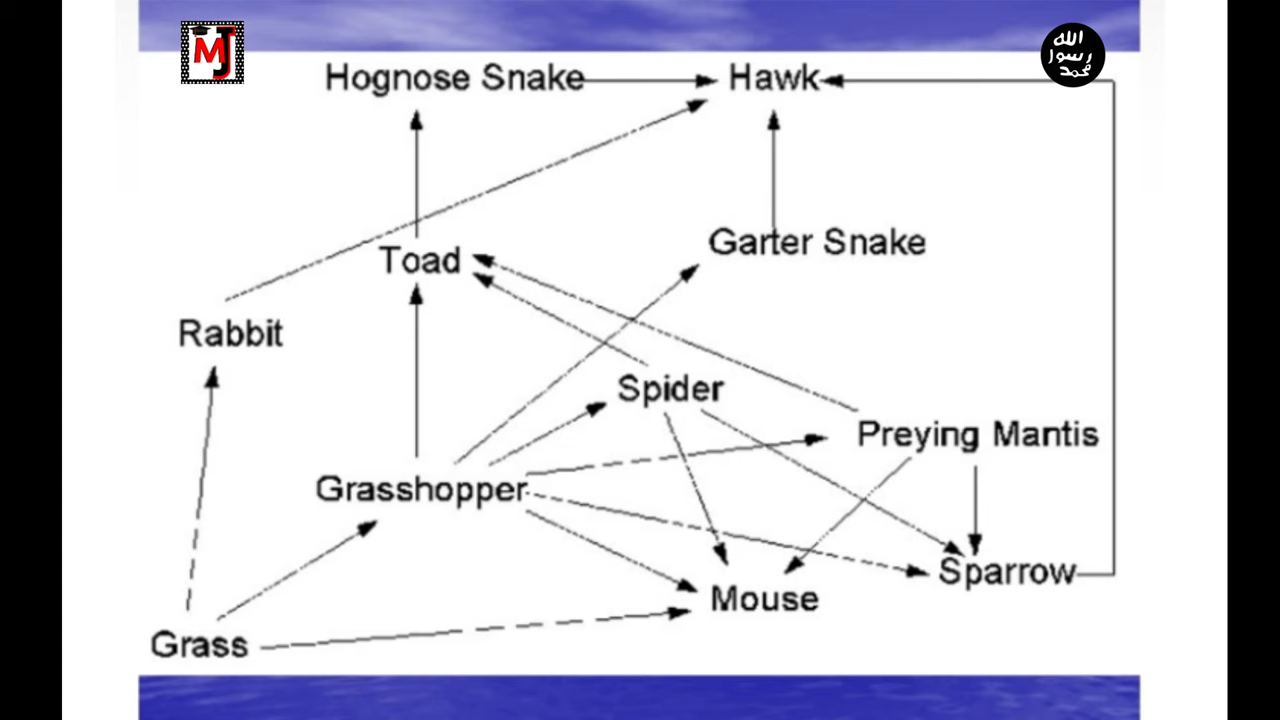 MJ
الله
رسول
محمد
Hognose Snake
Hawk
Toad
Garter Snake
Rabbit
Spider
Preying Mantis
Grasshopper
Sparrow
Mouse
Grass